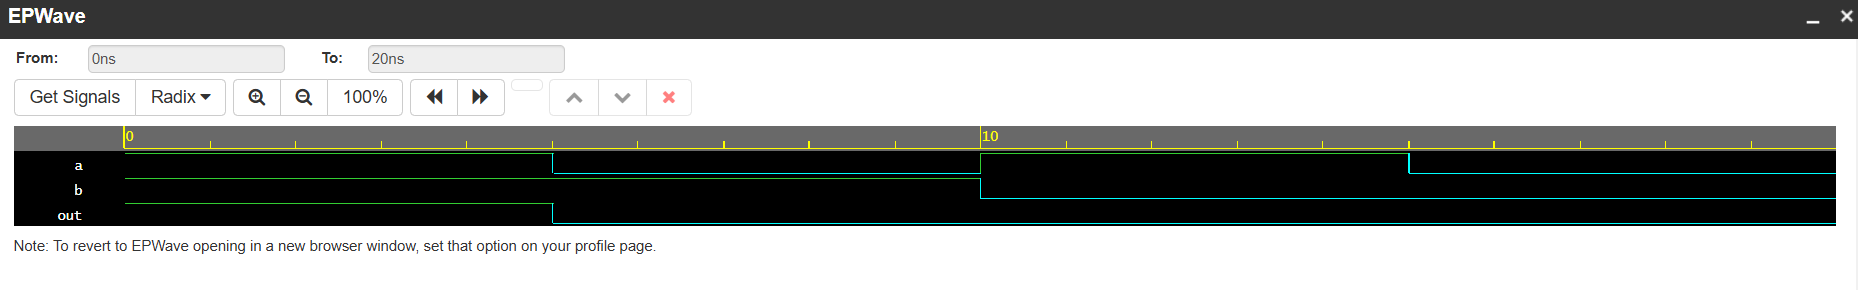 EPWave
From: 0ns To: 20ns
Get Signals Radix 100%
0 10
a
b
out
Note: To revert to EPWave opening in a new browser window, set that option on your profile page.